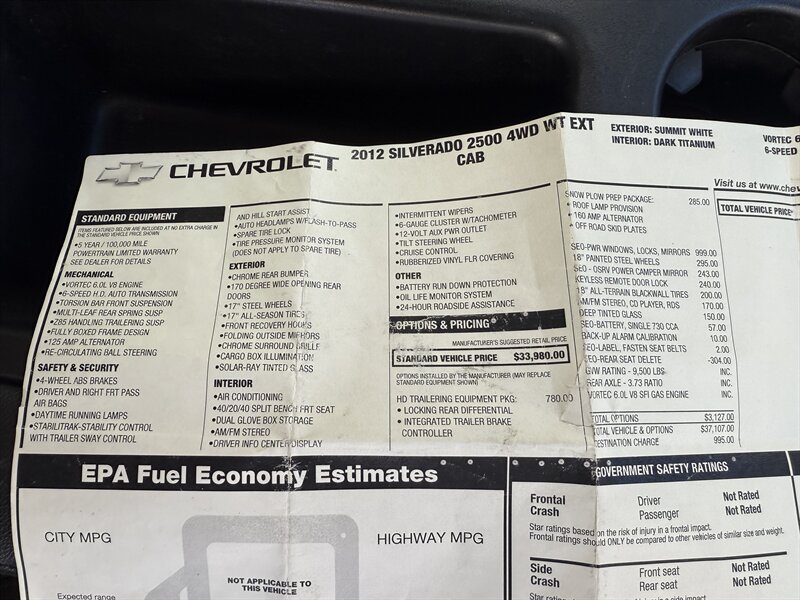 CHEVROLET
2012 SILVERADO 2500 4WD WT EXT
CAB
EXTERIOR: SUMMIT WHITE
INTERIOR: DARK TITANIUM
VORTEC 6
6-SPEED
Visit us at www.chev
STANDARD EQUIPMENT
ITEMS FEATURED BELOW ARE INCLUDED AT NO EXTRA CHARGE IN
THE STANDARD VEHICLE PRICE SHOWN
•5 YEAR / 100,000 MILE
POWERTRAIN LIMITED WARRANTY
SEE DEALER FOR DETAILS
MECHANICAL
•VORTEC 6.0L V8 ENGINE
•6-SPEED H.D. AUTO TRANSMISSION
•TORSION BAR FRONT SUSPENSION
•MULTI-LEAF REAR SPRING SUSP
•Z85 HANDLING TRAILERING SUSP
•FULLY BOXED FRAME DESIGN
•125 AMP ALTERNATOR
•RE-CIRCULATING BALL STEERING
SAFETY & SECURITY
•4-WHEEL ABS BRAKES
•DRIVER AND RIGHT FRT PASS
AIR BAGS
•DAYTIME RUNNING LAMPS
•STABILITRAK-STABILITY CONTROL
WITH TRAILER SWAY CONTROL
AND HILL START ASSIST
•AUTO HEADLAMPS W/FLASH-TO-PASS
•SPARE TIRE LOCK
•TIRE PRESSURE MONITOR SYSTEM
(DOES NOT APPLY TO SPARE TIRE)
EXTERIOR
•CHROME REAR BUMPER
•170 DEGREE WIDE OPENING REAR
DOORS
•17" STEEL WHEELS
•17" ALL-SEASON TIRES
•FRONT RECOVERY HOOKS
•FOLDING OUTSIDE MIRRORS
•CHROME SURROUND GRILLE
•CARGO BOX ILLUMINATION
•SOLAR-RAY TINTED GLASS
INTERIOR
•AIR CONDITIONING
•40/20/40 SPLIT BENCH FRT SEAT
•DUAL GLOVE BOX STORAGE
•AM/FM STEREO
•DRIVER INFO CENTER DISPLAY
•INTERMITTENT WIPERS
•6-GAUGE CLUSTER W/TACHOMETER
•12-VOLT AUX PWR OUTLET
•TILT STEERING WHEEL
•CRUISE CONTROL
•RUBBERIZED VINYL FLR COVERING
OTHER
•BATTERY RUN DOWN PROTECTION
•OIL LIFE MONITOR SYSTEM
•24-HOUR ROADSIDE ASSISTANCE
OPTIONS & PRICING
MANUFACTURER'S SUGGESTED RETAIL PRICE
STANDARD VEHICLE PRICE $33,980.00
OPTIONS INSTALLED BY THE MANUFACTURER (MAY REPLACE
STANDARD EQUIPMENT SHOWN)
HD TRAILERING EQUIPMENT PKG: 780.00
• LOCKING REAR DIFFERENTIAL
• INTEGRATED TRAILER BRAKE
CONTROLLER
SNOW PLOW PREP PACKAGE: 285.00
• ROOF LAMP PROVISION
* 160 AMP ALTERNATOR
* OFF ROAD SKID PLATES
SEO-PWR WINDOWS, LOCKS, MIRRORS 999.00
18" PAINTED STEEL WHEELS 295.00
SEO - OSRV POWER CAMPER MIRROR 243.00
KEYLESS REMOTE DOOR LOCK 240.00
18" ALL-TERRAIN BLACKWALL TIRES 200.00
AM/FM STEREO, CD PLAYER, RDS 170.00
DEEP TINTED GLASS 150.00
SEO-BATTERY, SINGLE 730 CCA 57.00
BACK-UP ALARM CALIBRATION 10.00
SEO-LABEL, FASTEN SEAT BELTS 2.00
SEO-REAR SEAT DELETE -304.00
GVW RATING - 9,500 LBS INC.
REAR AXLE - 3.73 RATIO INC.
VORTEC 6.0L V8 SFI GAS ENGINE INC.
TOTAL OPTIONS $3,127.00
TOTAL VEHICLE & OPTIONS $37,107.00
DESTINATION CHARGE 995.00
TOTAL VEHICLE PRICE*
EPA Fuel Economy Estimates
CITY MPG
HIGHWAY MPG
NOT APPLICABLE TO
THIS VEHICLE
Expected range
GOVERNMENT SAFETY RATINGS
Frontal Driver Not Rated
Crash Passenger Not Rated
Star ratings based on the risk of injury in a frontal impact.
Frontal ratings should ONLY be compared to other vehicles of similar size and weight.
Side Front seat Not Rated
Crash Rear seat Not Rated